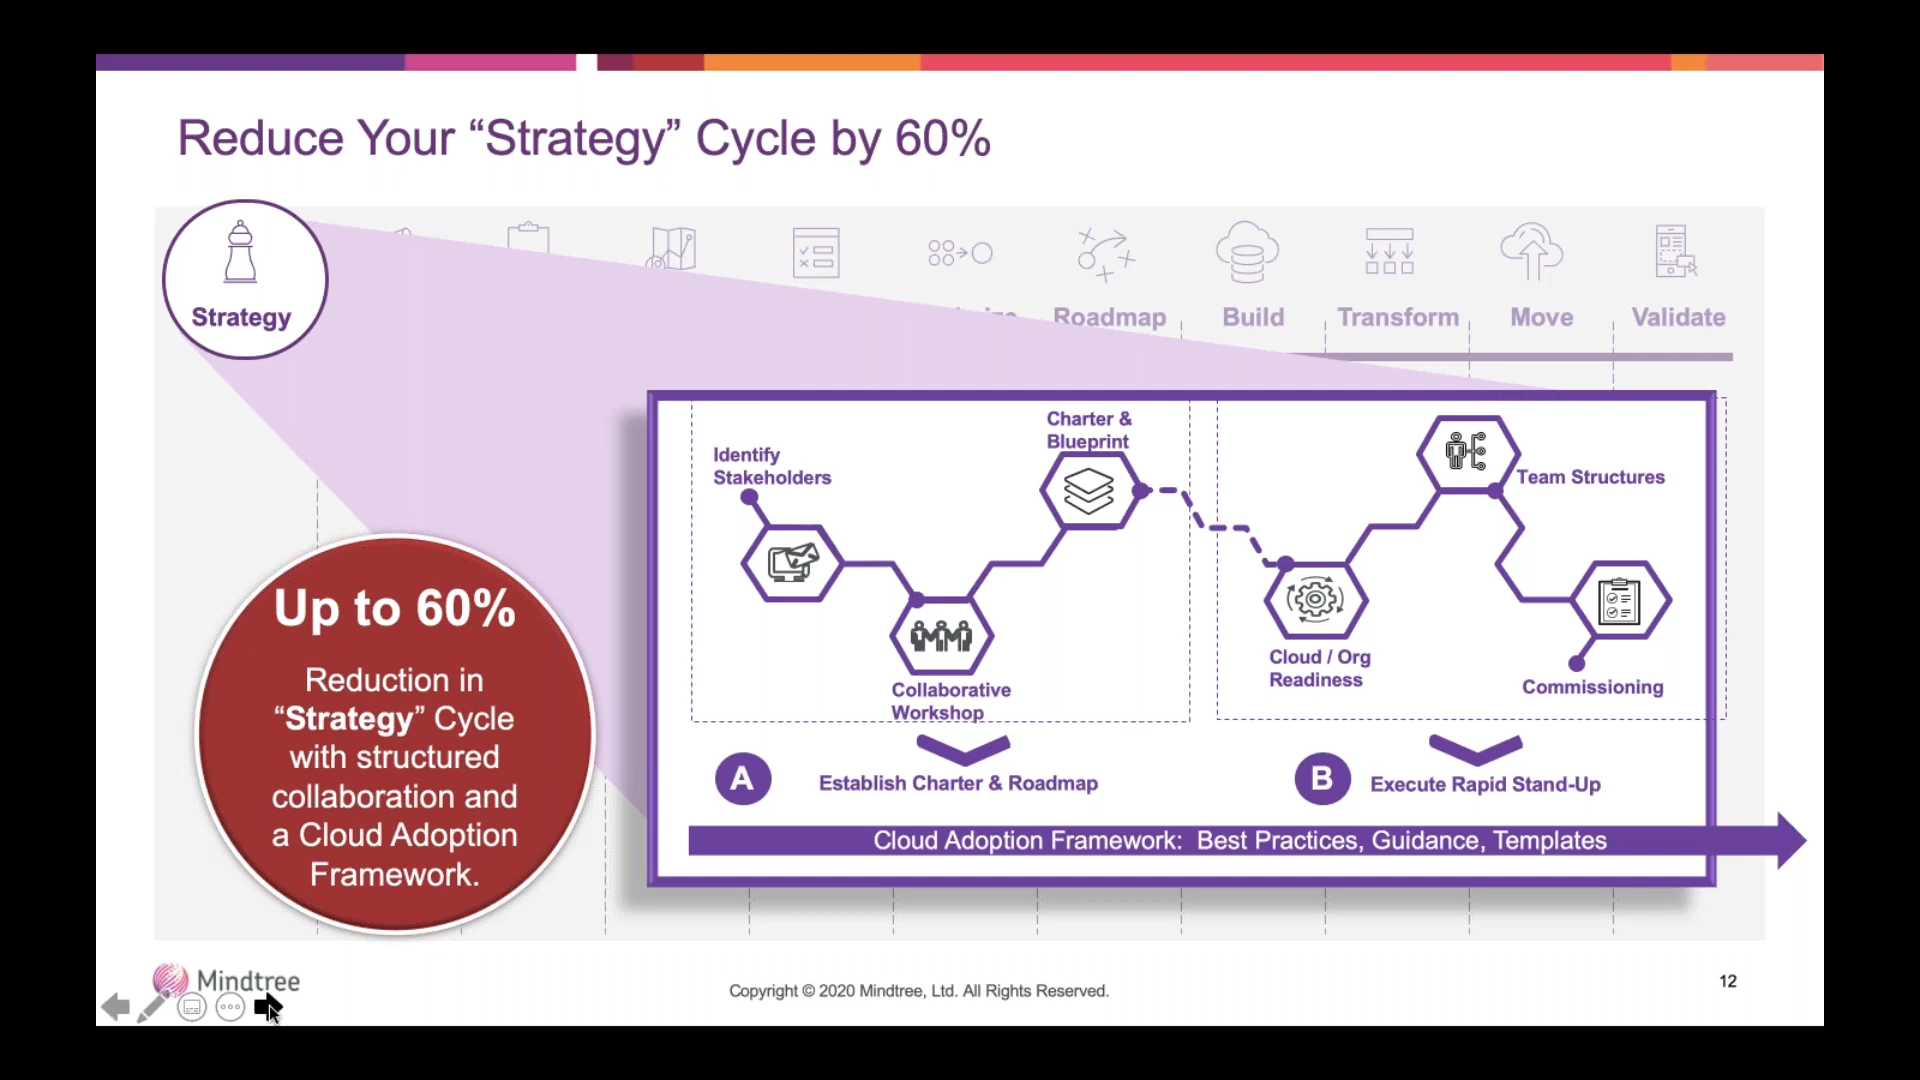 Reduce Your “Strategy” Cycle by 60%
Strategy
Roadmap
Build
Transform
Move
Validate
Identify
Stakeholders
Collaborative
Workshop
Charter &
Blueprint
Cloud / Org
Readiness
Team Structures
Commissioning
A
Establish Charter & Roadmap
B
Execute Rapid Stand-Up
Cloud Adoption Framework: Best Practices, Guidance, Templates
Up to 60%
Reduction in
“Strategy” Cycle
with structured
collaboration and
a Cloud Adoption
Framework.
Mindtree
Copyright © 2020 Mindtree, Ltd. All Rights Reserved.
12